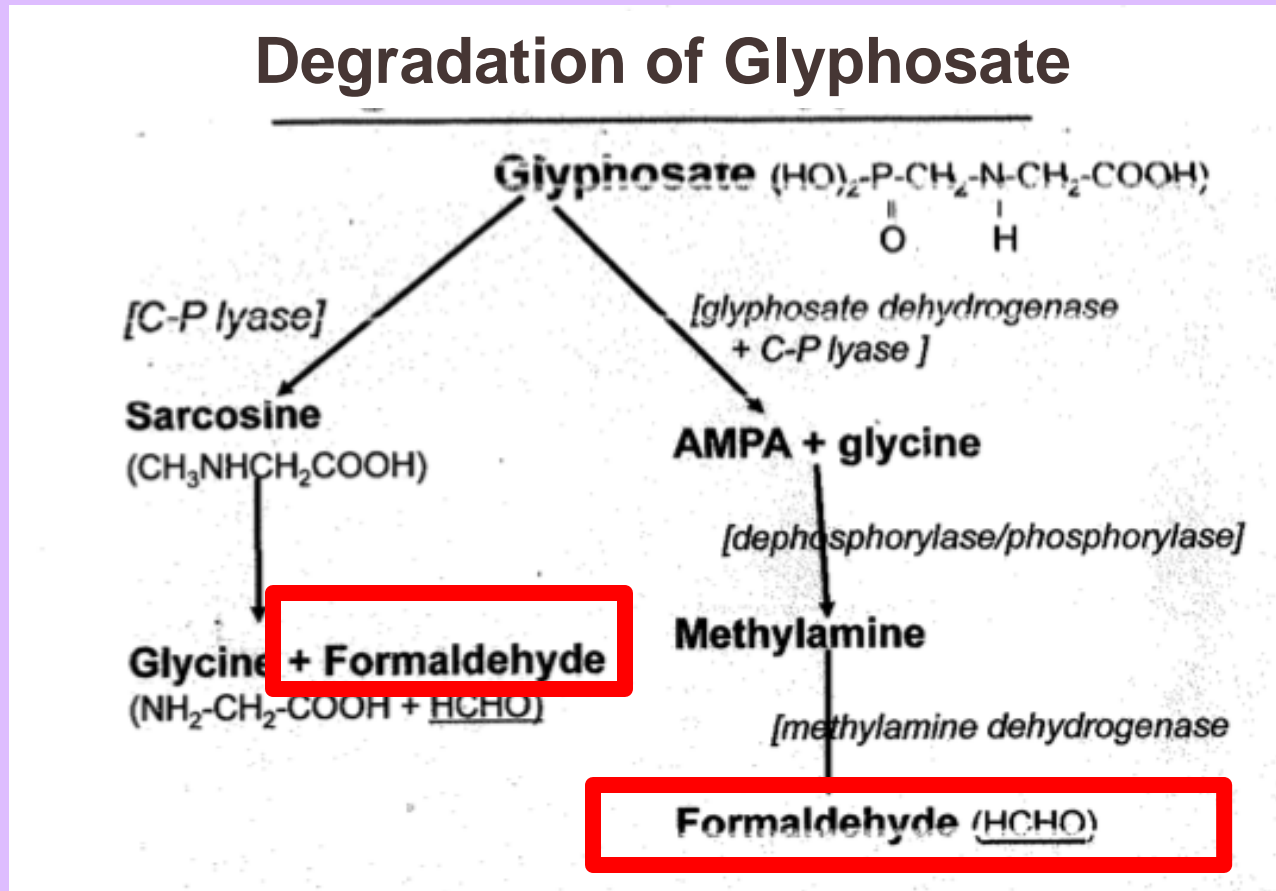 Degradation of Glyphosate
Glyphosate (HO)₂-P-CH₂-N-CH₂-COOH)
O H
[C-P lyase]
[glyphosate dehydrogenase
+ C-P lyase ]
Sarcosine
(CH₃NHCH₂COOH)
AMPA + glycine
[dephosphorylase/phosphorylase]
Glycine + Formaldehyde
(NH₂-CH₂-COOH + HCHO)
Methylamine
[methylamine dehydrogenase
Formaldehyde (HCHO)